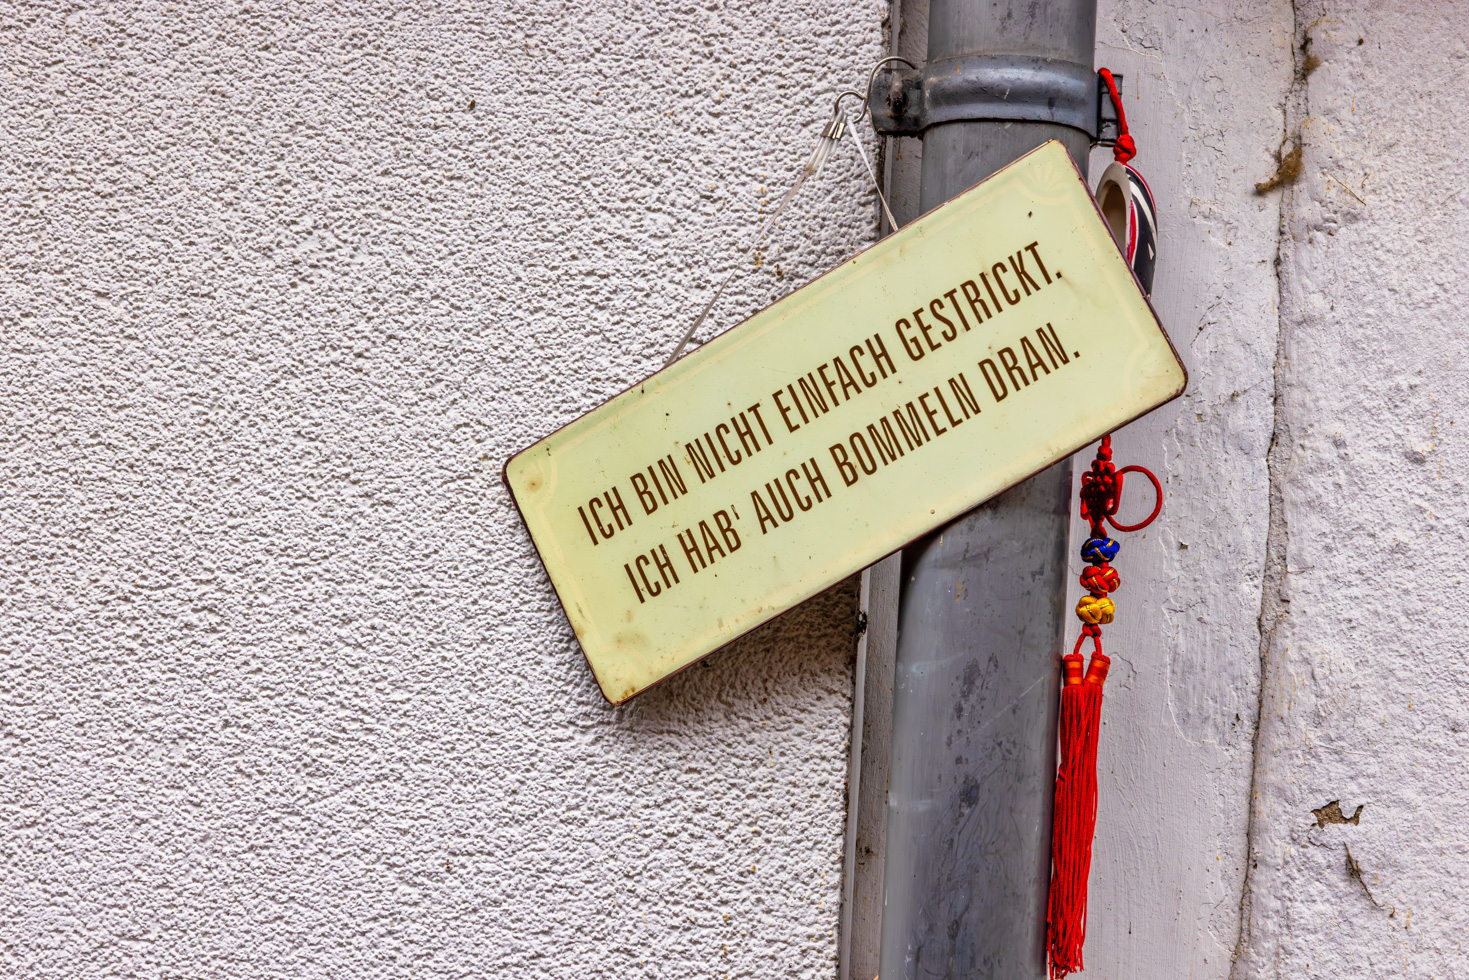 ICH BIN NICHT EINFACH GESTRICKT.
ICH HAB' AUCH BOMMELN DRAN.